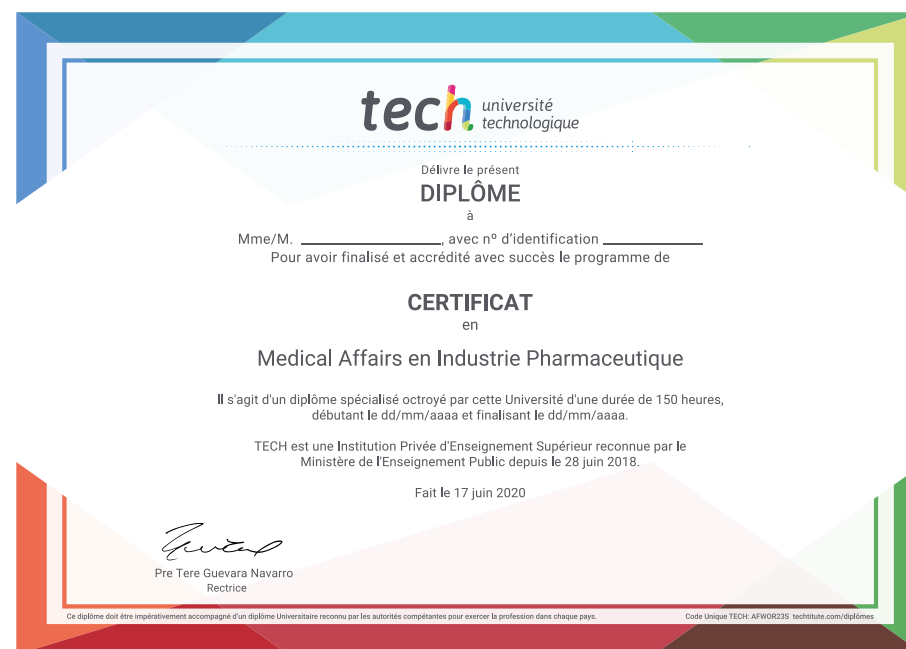 tech université
technologique
Délivre le présent
DIPLÔME
à
Mme/M. ____________________, avec nº d'identification ______________
Pour avoir finalisé et accrédité avec succès le programme de
CERTIFICAT
en
Medical Affairs en Industrie Pharmaceutique
Il s'agit d'un diplôme spécialisé octroyé par cette Université d'une durée de 150 heures,
débutant le dd/mm/aaaa et finalisant le dd/mm/aaaa.
TECH est une Institution Privée d'Enseignement Supérieur reconnue par le
Ministère de l'Enseignement Public depuis le 28 juin 2018.
Fait le 17 juin 2020
Pre Tere Guevara Navarro
Rectrice
Ce diplôme doit être impérativement accompagné d'un diplôme Universitaire reconnu par les autorités compétantes pour exercer la profession dans chaque pays.
Code Unique TECH: AFWOR23S techtitute.com/diplômes